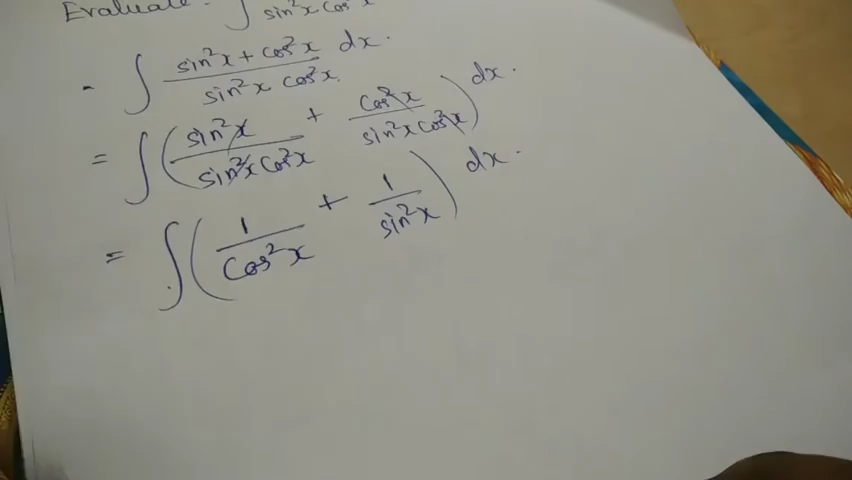 Evaluate. ∫ sin²x cos²x
- ∫ sin²x + cos²x / sin²x cos²x dx.
= ∫ ( sin²x / sin²x cos²x + cos²x / sin²x cos²x ) dx.
= ∫ ( 1 / cos²x + 1 / sin²x ) dx.